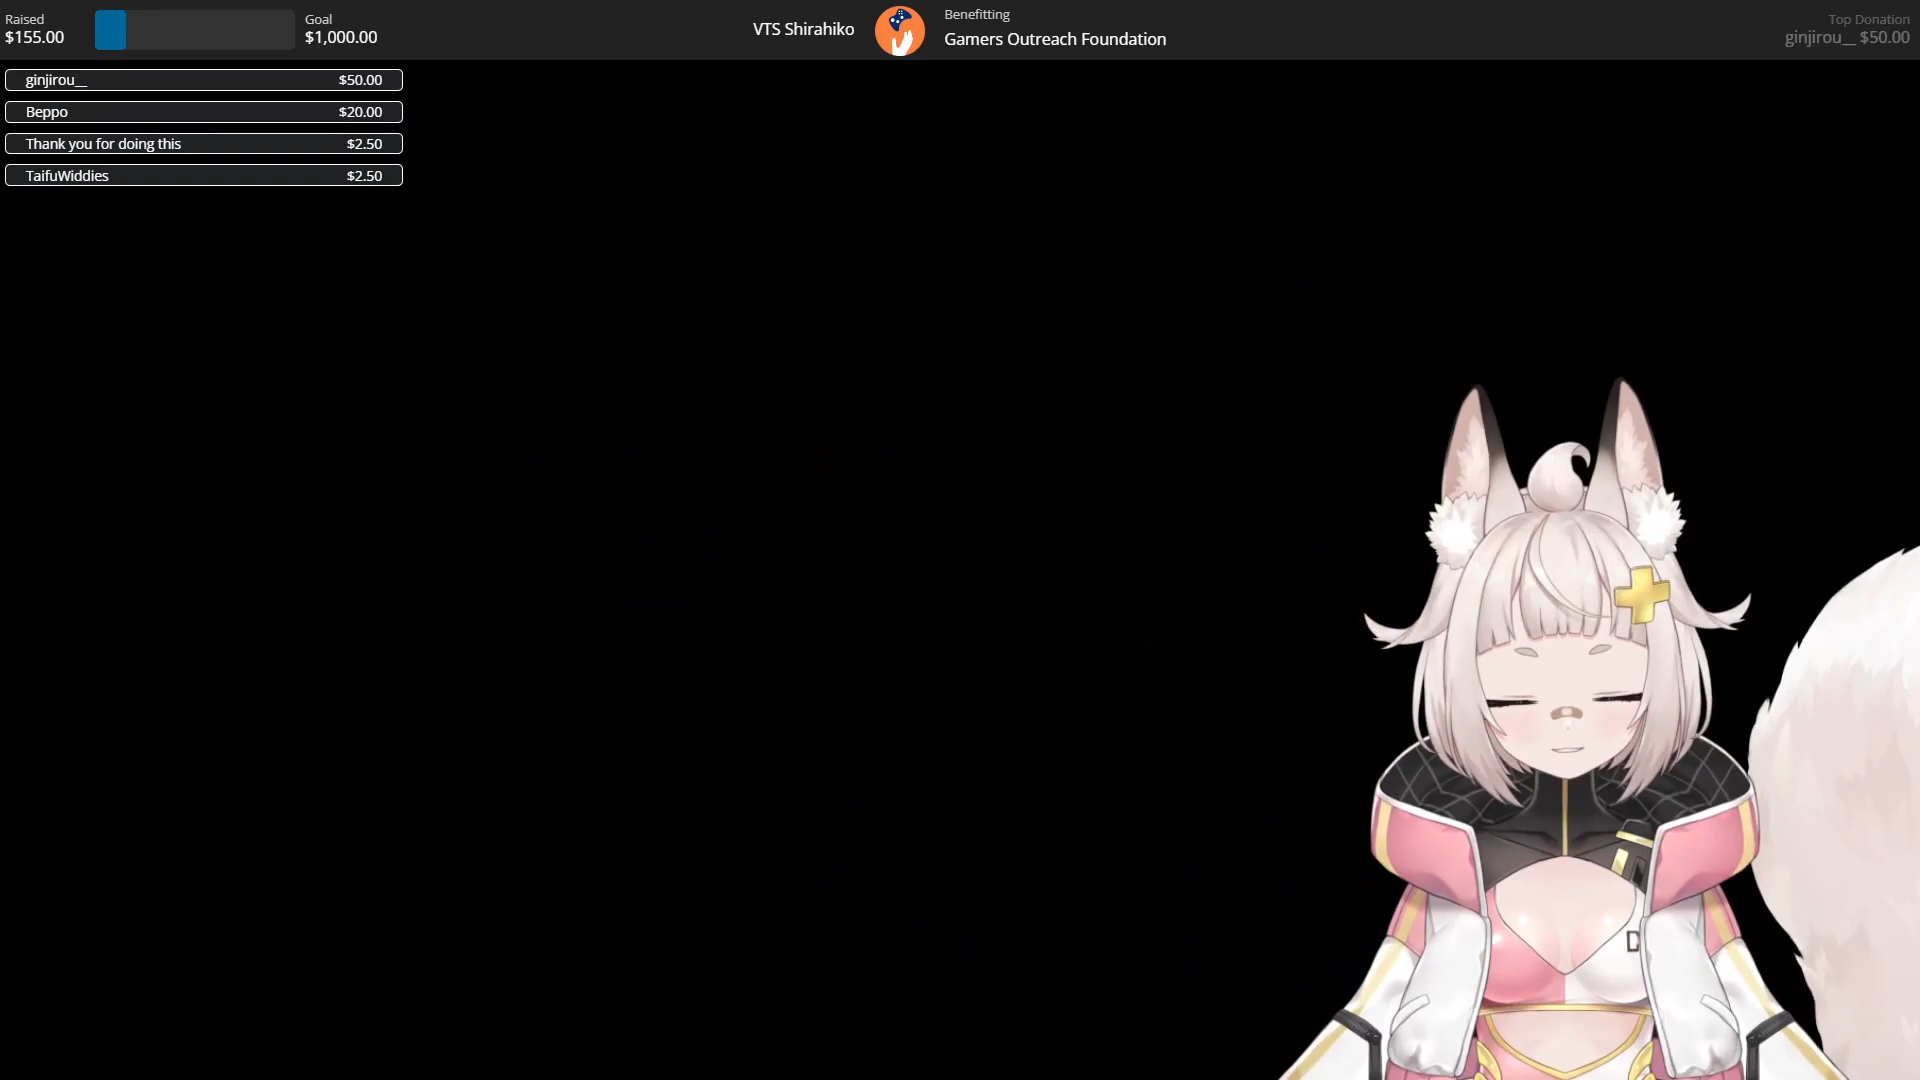 Raised
$155.00
Goal
$1,000.00
VTS Shirahiko
Benefitting
Gamers Outreach Foundation
Top Donation
ginjirou__ $50.00
ginjirou__ $50.00
Beppo $20.00
Thank you for doing this $2.50
TaifuWiddies $2.50
D